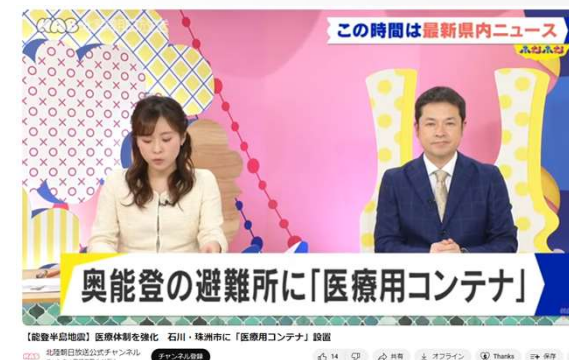 HAB
この時間は最新県内ニュース
奥能登の避難所に「医療用コンテナ」
【能登半島地震】医療体制を強化 石川・珠洲市に「医療用コンテナ」設置
北陸朝日放送公式チャンネル
チャンネル登録
14
共有
オフライン
Thanks
保存